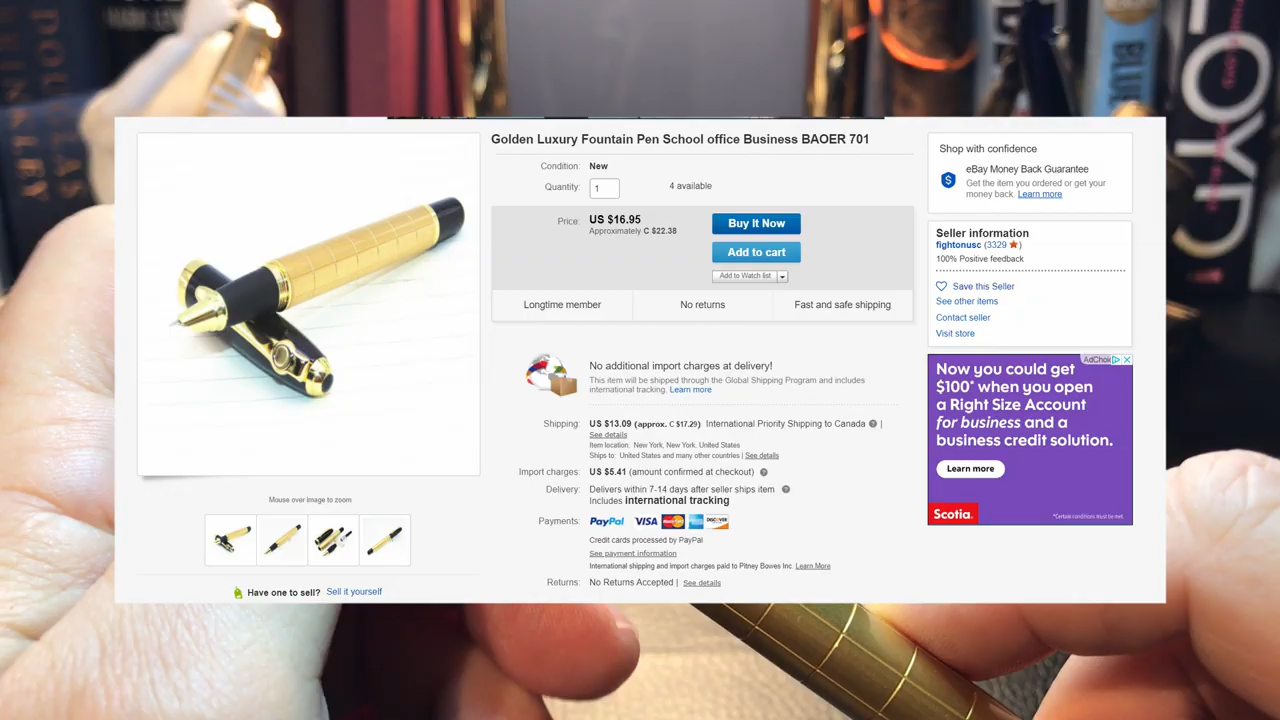 DOUGLAS
BRINKLEY
BLUE
LOYD
Golden Luxury Fountain Pen School office Business BAOER 701
Condition: New
Quantity: 1 4 available
Price: US $16.95 Buy It Now
Approximately C $22.38
Add to cart
Add to Watch list
Longtime member No returns Fast and safe shipping
No additional import charges at delivery!
This item will be shipped through the Global Shipping Program and includes
international tracking. Learn more
Shipping: US $13.09 (approx. C $17.29) International Priority Shipping to Canada ? |
See details
Item location: New York, New York, United States
Ships to: United States and many other countries | See details
Import charges: US $5.41 (amount confirmed at checkout) ?
Delivery: Delivers within 7-14 days after seller ships item ?
Includes international tracking
Payments: PayPal VISA MasterCard AMEX DISCOVER
Credit cards processed by PayPal
See payment information
International shipping and import charges paid to Pitney Bowes Inc. Learn More
Returns: No Returns Accepted | See details
Mouse over image to zoom
Have one to sell? Sell it yourself
Shop with confidence
$ eBay Money Back Guarantee
Get the item you ordered or get your
money back. Learn more
Seller information
fightonusc (3329 )
100% Positive feedback
Save this Seller
See other items
Contact seller
Visit store
AdChoic
Now you could get
$100* when you open
a Right Size Account
for business and a
business credit solution.
Learn more
Scotia.
*Certain conditions must be met.